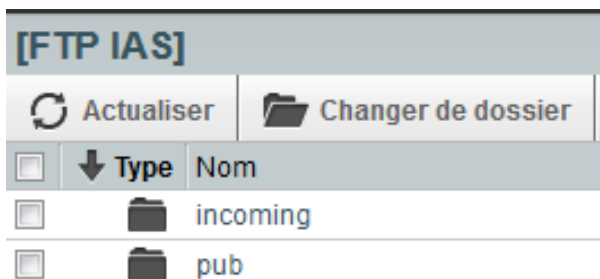 [FTP IAS]
Actualiser Changer de dossier
Type Nom
incoming
pub